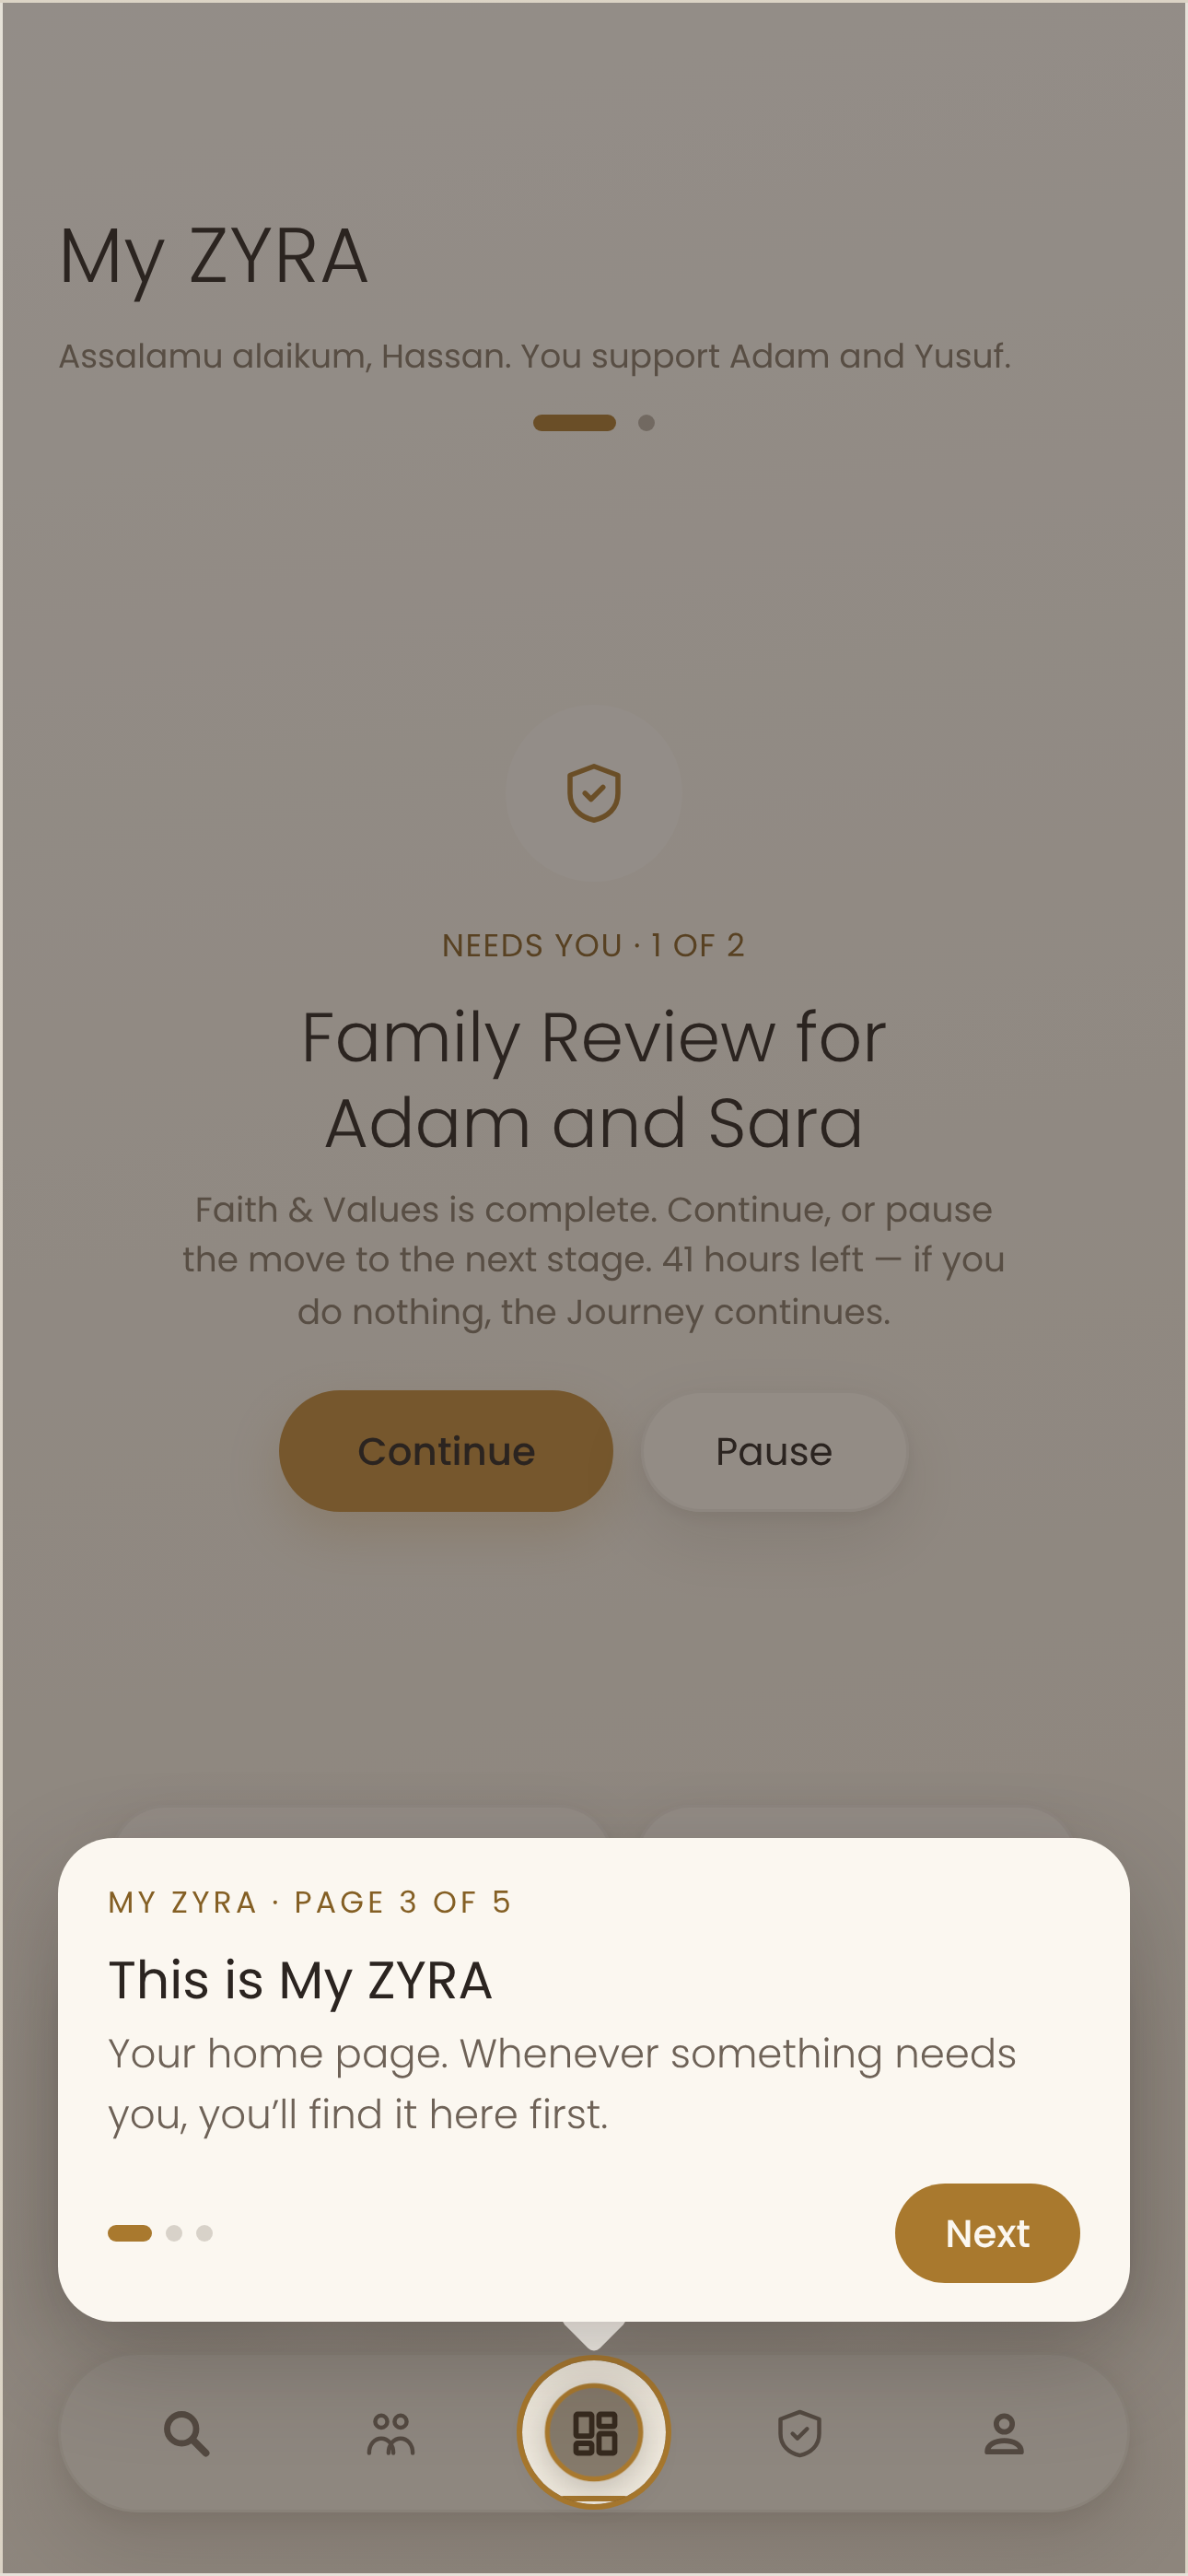 My ZYRA
Assalamu alaikum, Hassan. You support Adam and Yusuf.
NEEDS YOU · 1 OF 2
Family Review for
Adam and Sara
Faith & Values is complete. Continue, or pause
the move to the next stage. 41 hours left — if you
do nothing, the Journey continues.
Continue
Pause
MY ZYRA · PAGE 3 OF 5
This is My ZYRA
Your home page. Whenever something needs
you, you’ll find it here first.
Next